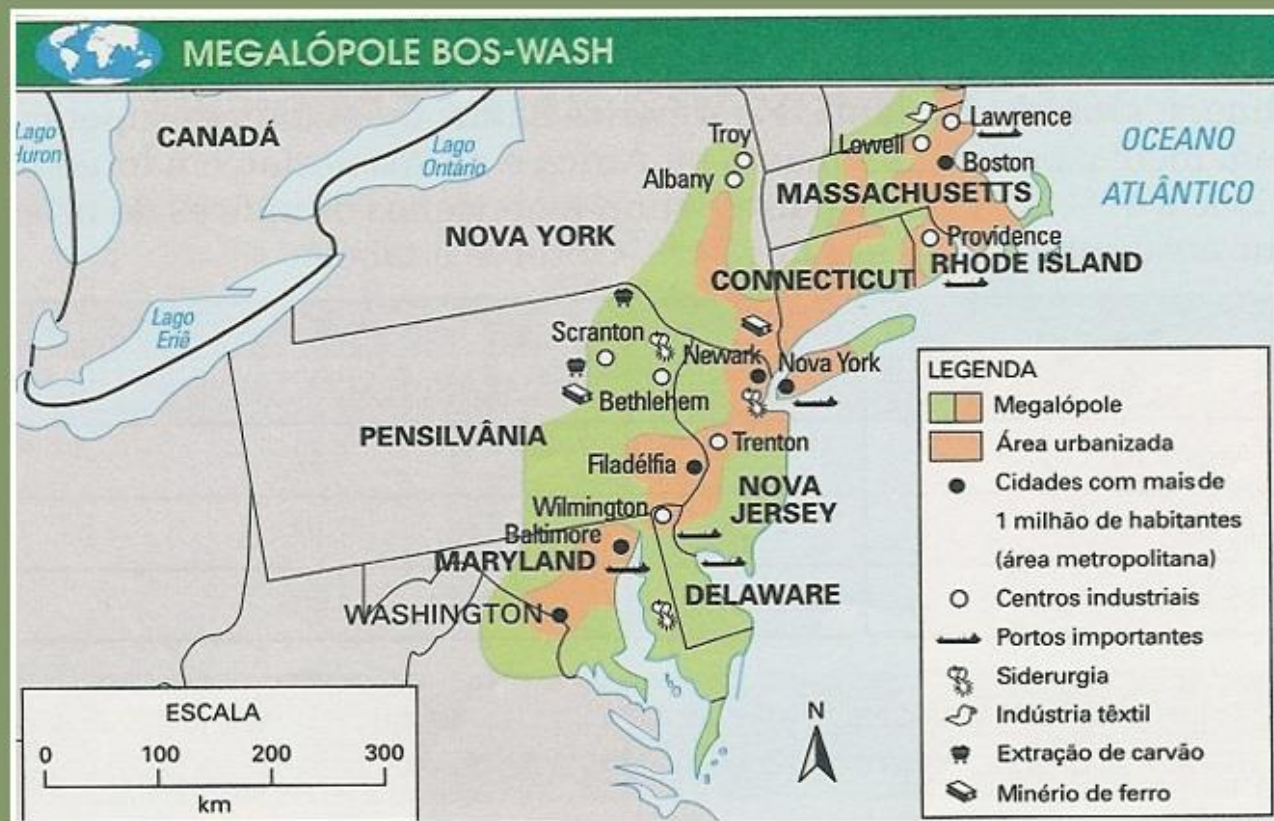 MEGALÓPOLE BOS-WASH
CANADÁ
Lago
Huron
Lago
Ontário
Troy
Albany
Lowell
Lawrence
Boston
OCEANO
ATLÂNTICO
MASSACHUSETTS
NOVA YORK
Providence
CONNECTICUT
RHODE ISLAND
Lago
Eriê
Scranton
Newark
Nova York
Bethlehem
PENSILVÂNIA
Trenton
Filadélfia
NOVA
JERSEY
Wilmington
Baltimore
MARYLAND
DELAWARE
WASHINGTON
LEGENDA
Megalópole
Área urbanizada
Cidades com mais de
1 milhão de habitantes
(área metropolitana)
Centros industriais
Portos importantes
Siderurgia
Indústria têxtil
Extração de carvão
Minério de ferro
ESCALA
0 100 200 300
km
N